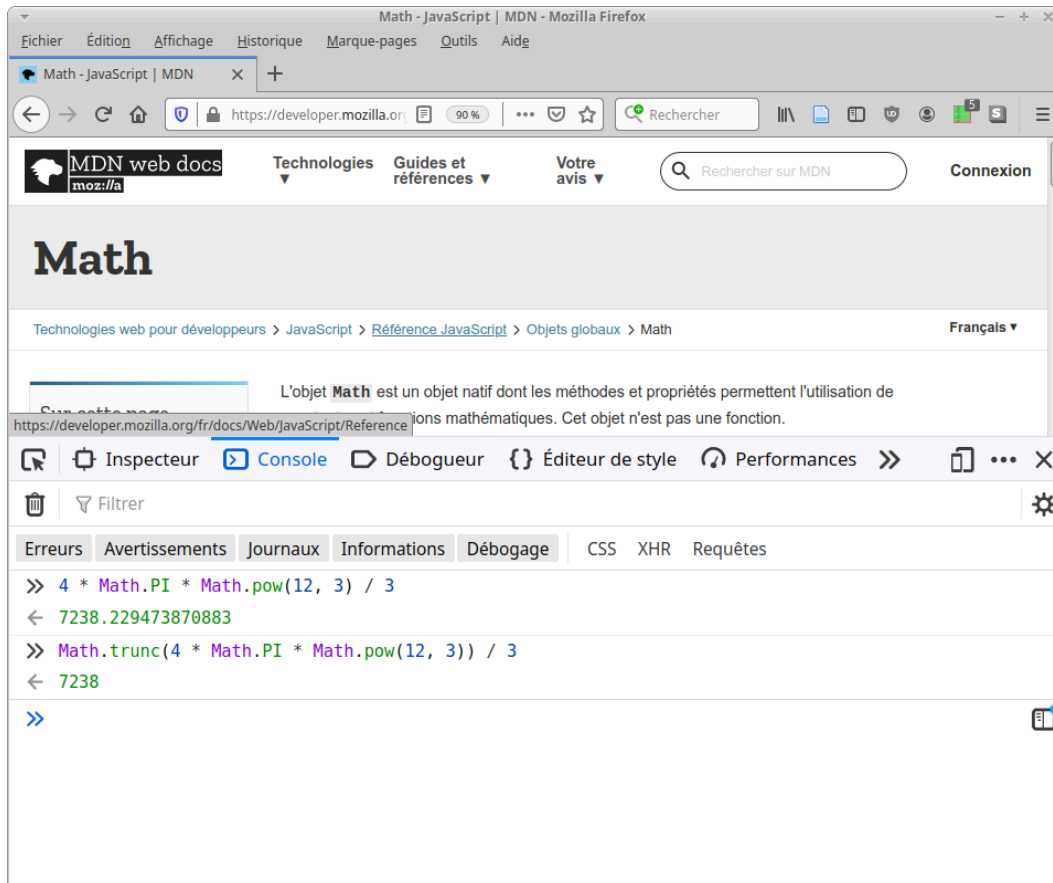 Math - JavaScript | MDN - Mozilla Firefox
Fichier Édition Affichage Historique Marque-pages Outils Aide
Math - JavaScript | MDN
https://developer.mozilla.or 90 % Rechercher 5 S
MDN web docs
moz://a
Technologies ▼ Guides et références ▼ Votre avis ▼ Rechercher sur MDN Connexion
Math
Technologies web pour développeurs > JavaScript > Référence JavaScript > Objets globaux > Math Français ▼
L'objet Math est un objet natif dont les méthodes et propriétés permettent l'utilisation de
Sur cette page
mathématiques. Cet objet n'est pas une fonction.
https://developer.mozilla.org/fr/docs/Web/JavaScript/Reference
Inspecteur Console Débogueur {} Éditeur de style Performances
Filtrer
Erreurs Avertissements Journaux Informations Débogage CSS XHR Requêtes
4 * Math.PI * Math.pow(12, 3) / 3
7238.229473870883
Math.trunc(4 * Math.PI * Math.pow(12, 3)) / 3
7238